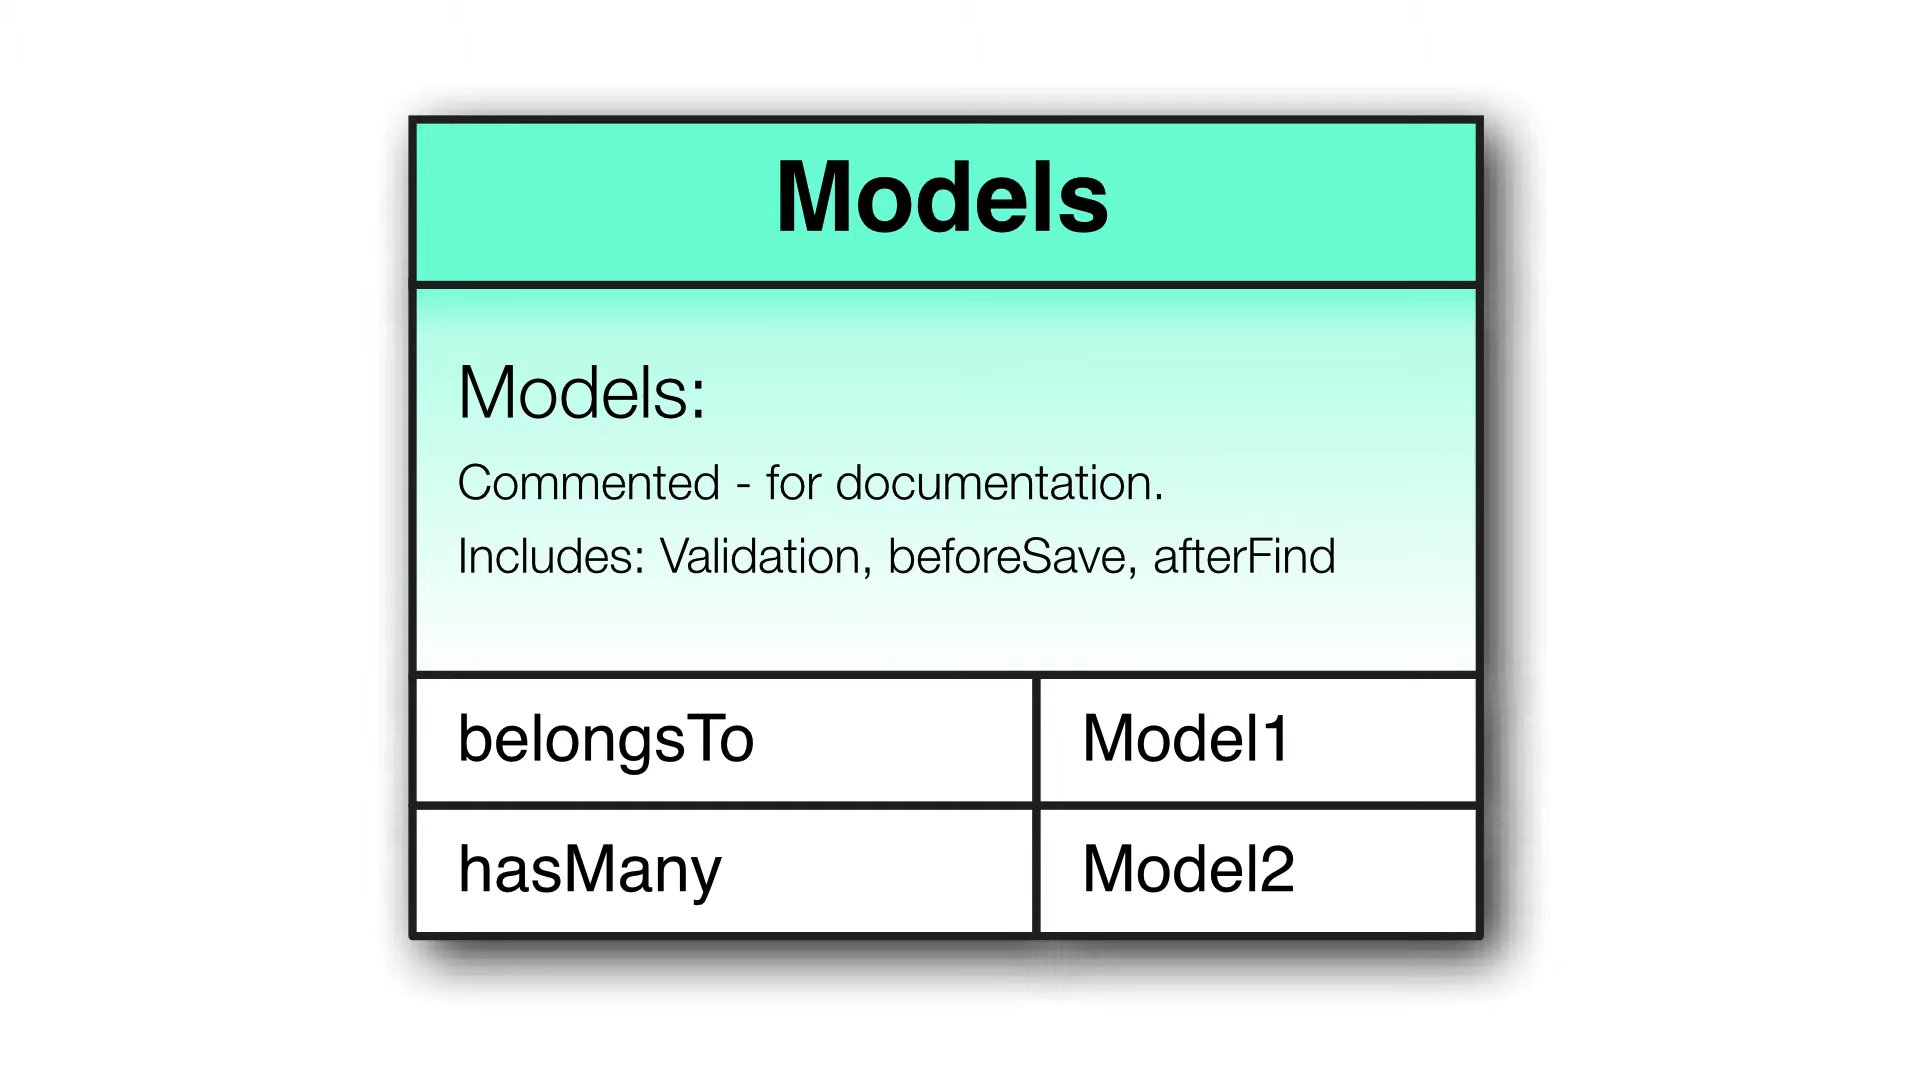 Models
Models:
Commented - for documentation.
Includes: Validation, beforeSave, afterFind
belongsTo Model1
hasMany Model2